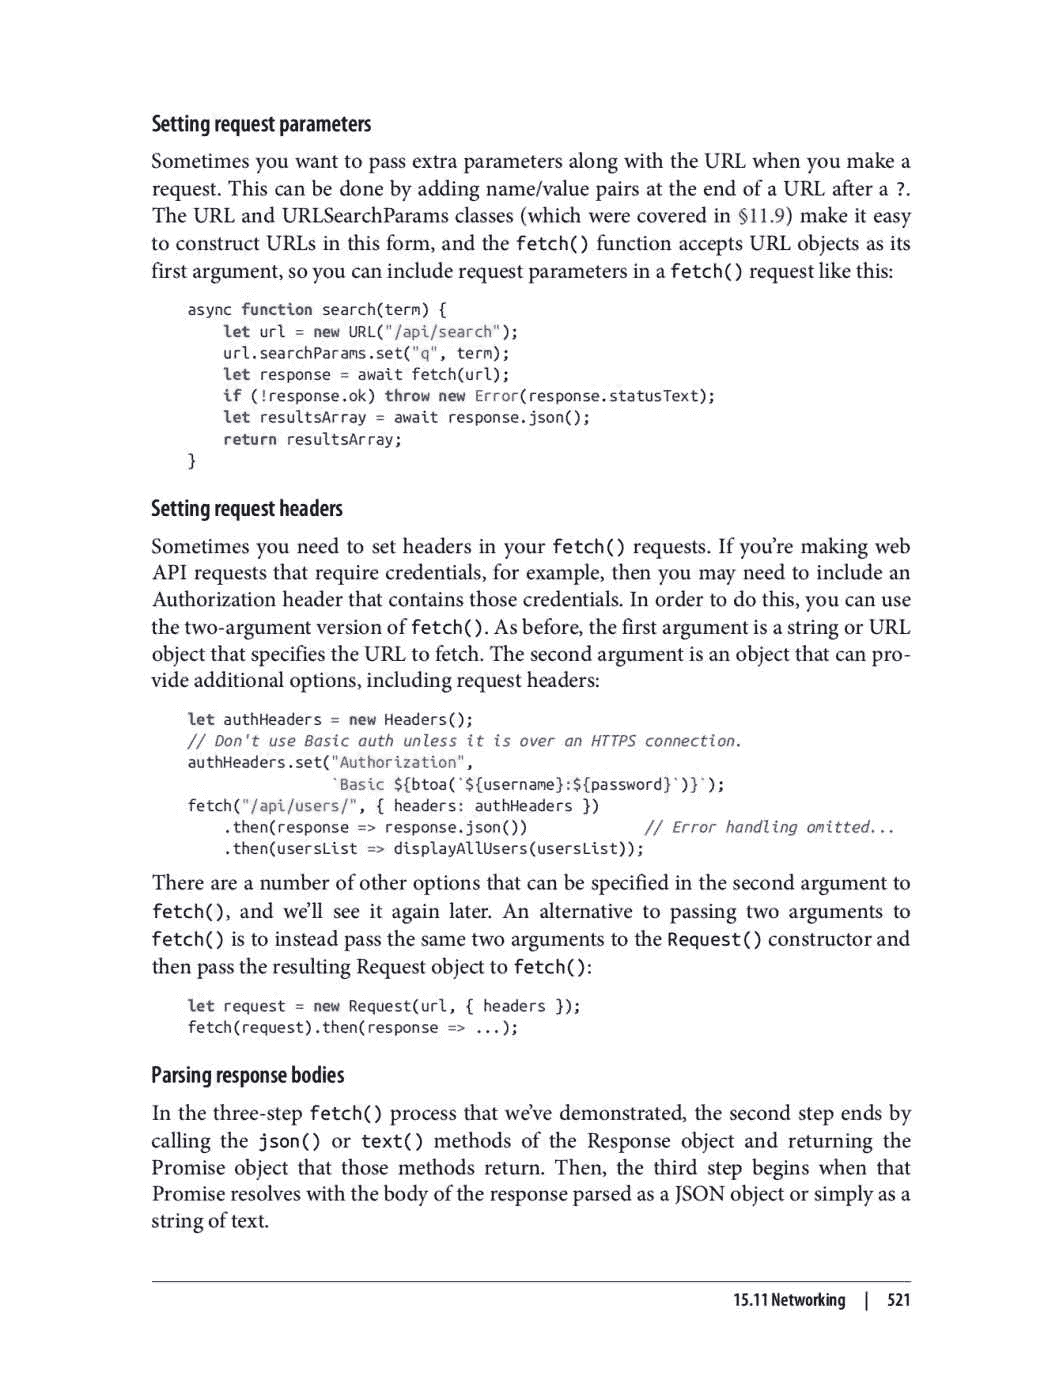 Setting request parameters
Sometimes you want to pass extra parameters along with the URL when you make a
request. This can be done by adding name/value pairs at the end of a URL after a ?.
The URL and URLSearchParams classes (which were covered in §11.9) make it easy
to construct URLs in this form, and the fetch() function accepts URL objects as its
first argument, so you can include request parameters in a fetch() request like this:
async function search(term) {
    let url = new URL("/api/search");
    url.searchParams.set("q", term);
    let response = await fetch(url);
    if (!response.ok) throw new Error(response.statusText);
    let resultsArray = await response.json();
    return resultsArray;
}
Setting request headers
Sometimes you need to set headers in your fetch() requests. If you're making web
API requests that require credentials, for example, then you may need to include an
Authorization header that contains those credentials. In order to do this, you can use
the two-argument version of fetch(). As before, the first argument is a string or URL
object that specifies the URL to fetch. The second argument is an object that can pro-
vide additional options, including request headers:
let authHeaders = new Headers();
// Don't use Basic auth unless it is over an HTTPS connection.
authHeaders.set("Authorization",
                `Basic ${btoa(`${username}:${password}`)}`);
fetch("/api/users/", { headers: authHeaders })
    .then(response => response.json())             // Error handling omitted...
    .then(usersList => displayAllUsers(usersList));
There are a number of other options that can be specified in the second argument to
fetch(), and we'll see it again later. An alternative to passing two arguments to
fetch() is to instead pass the same two arguments to the Request() constructor and
then pass the resulting Request object to fetch():
let request = new Request(url, { headers });
fetch(request).then(response => ...);
Parsing response bodies
In the three-step fetch() process that we've demonstrated, the second step ends by
calling the json() or text() methods of the Response object and returning the
Promise object that those methods return. Then, the third step begins when that
Promise resolves with the body of the response parsed as a JSON object or simply as a
string of text.
15.11 Networking | 521